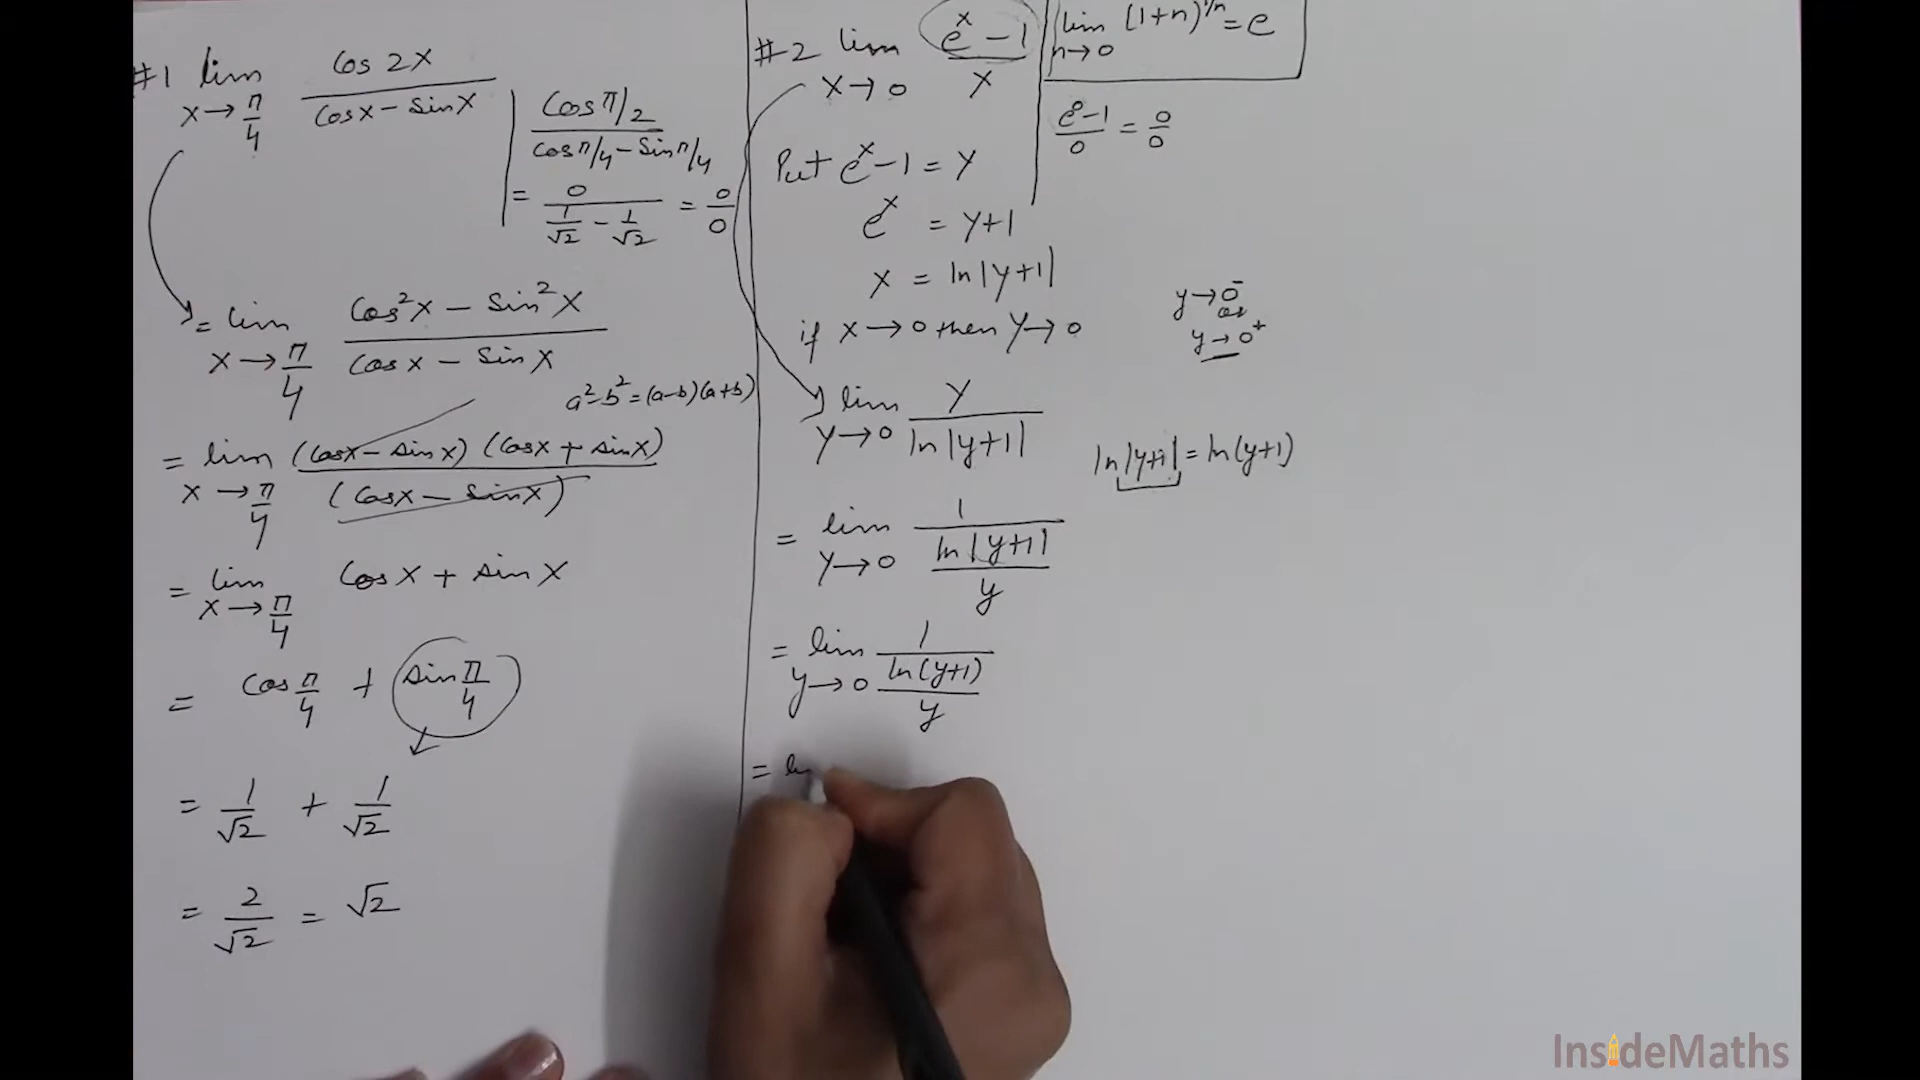 #1 lim x→π/4 cos 2x / (cos x − sin x)
cos π/2 / (cos π/4 − sin π/4)
= 0 / (1/√2 − 1/√2) = 0/0
= lim x→π/4 (cos²x − sin²x) / (cos x − sin x)
a²−b² = (a−b)(a+b)
= lim x→π/4 (cos x − sin x)(cos x + sin x) / (cos x − sin x)
= lim x→π/4 cos x + sin x
= cos π/4 + sin π/4
= 1/√2 + 1/√2
= 2/√2 = √2
#2 lim x→0 (eˣ − 1) / x
lim n→0 (1+n)^(1/n) = e
(e⁰−1)/0 = 0/0
Put eˣ−1 = y
eˣ = y+1
x = ln|y+1|
if x→0 then y→0
y→0⁻
or
y→0⁺
lim y→0 y / ln|y+1|
ln|y+1| = ln(y+1)
= lim y→0 1 / (ln|y+1| / y)
= lim y→0 1 / (ln(y+1) / y)
InsideMaths